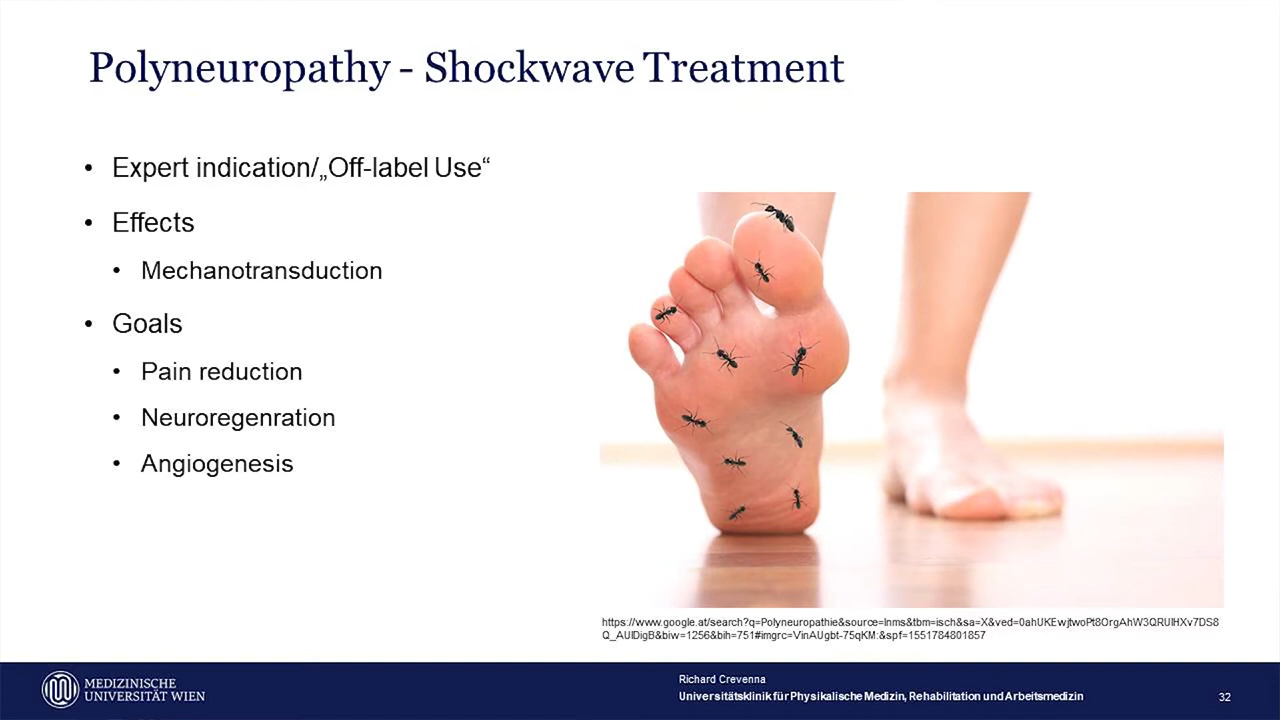 Polyneuropathy - Shockwave Treatment
• Expert indication/„Off-label Use“
• Effects
• Mechanotransduction
• Goals
• Pain reduction
• Neuroregenration
• Angiogenesis
https://www.google.at/search?q=Polyneuropathie&source=lnms&tbm=isch&sa=X&ved=0ahUKEwjtwoPt8OrgAhW3QRUIHXv7DS8
Q_AUIDigB&biw=1256&bih=751#imgrc=VinAUgbt-75qKM:&spf=1551784801857
MEDIZINISCHE
UNIVERSITÄT WIEN
Richard Crevenna
Universitätsklinik für Physikalische Medizin, Rehabilitation und Arbeitsmedizin
32